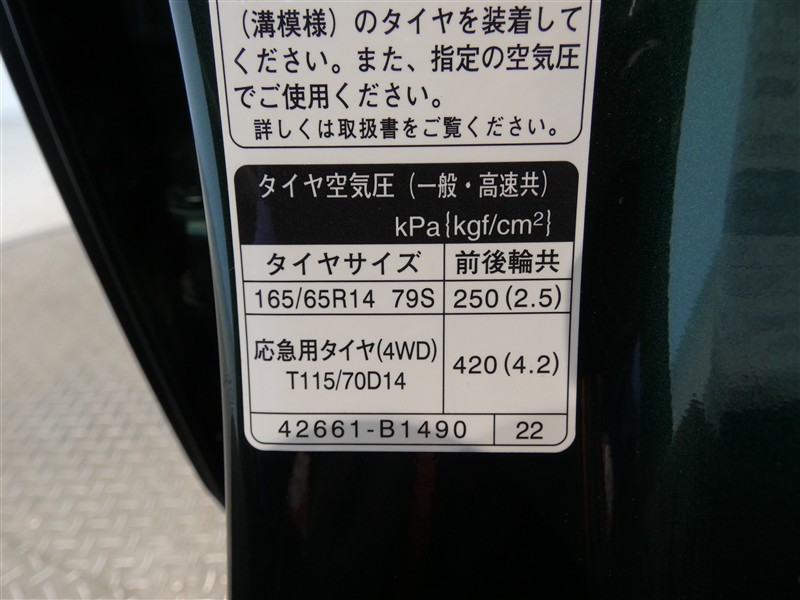 （溝模様）のタイヤを装着して
ください。また、指定の空気圧
でご使用ください。
詳しくは取扱書をご覧ください。
タイヤ空気圧（一般・高速共）
kPa{kgf/cm²}
タイヤサイズ 前後輪共
165/65R14 79S 250(2.5)
応急用タイヤ(4WD)
T115/70D14 420(4.2)
42661-B1490 22